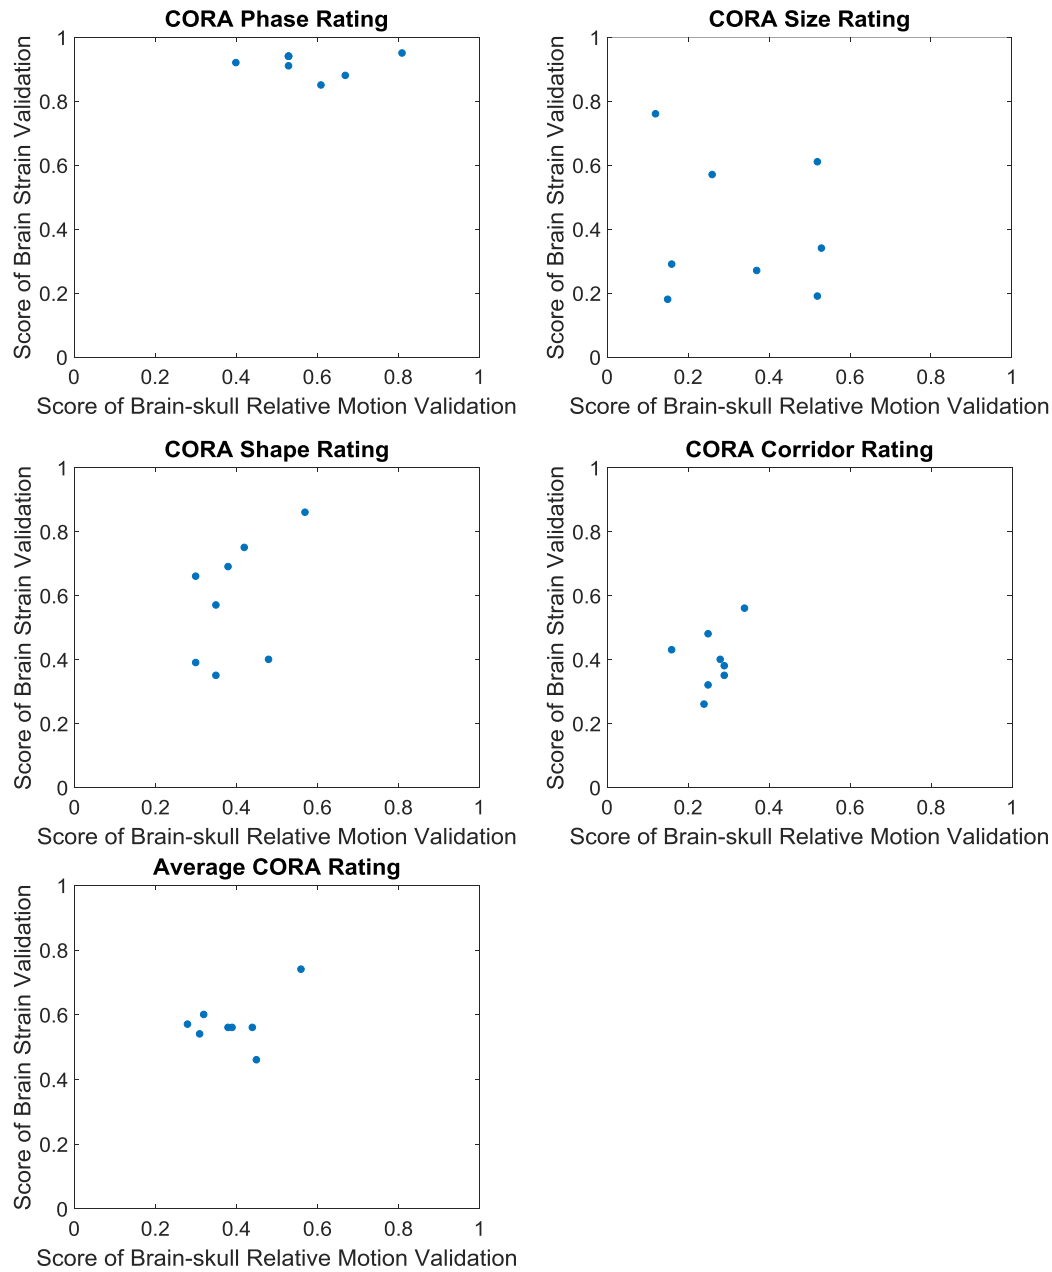 CORA Phase Rating
Score of Brain Strain Validation
1
0.8
0.6
0.4
0.2
0
0 0.2 0.4 0.6 0.8 1
Score of Brain-skull Relative Motion Validation
CORA Size Rating
Score of Brain Strain Validation
1
0.8
0.6
0.4
0.2
0
0 0.2 0.4 0.6 0.8 1
Score of Brain-skull Relative Motion Validation
CORA Shape Rating
Score of Brain Strain Validation
1
0.8
0.6
0.4
0.2
0
0 0.2 0.4 0.6 0.8 1
Score of Brain-skull Relative Motion Validation
CORA Corridor Rating
Score of Brain Strain Validation
1
0.8
0.6
0.4
0.2
0
0 0.2 0.4 0.6 0.8 1
Score of Brain-skull Relative Motion Validation
Average CORA Rating
Score of Brain Strain Validation
1
0.8
0.6
0.4
0.2
0
0 0.2 0.4 0.6 0.8 1
Score of Brain-skull Relative Motion Validation